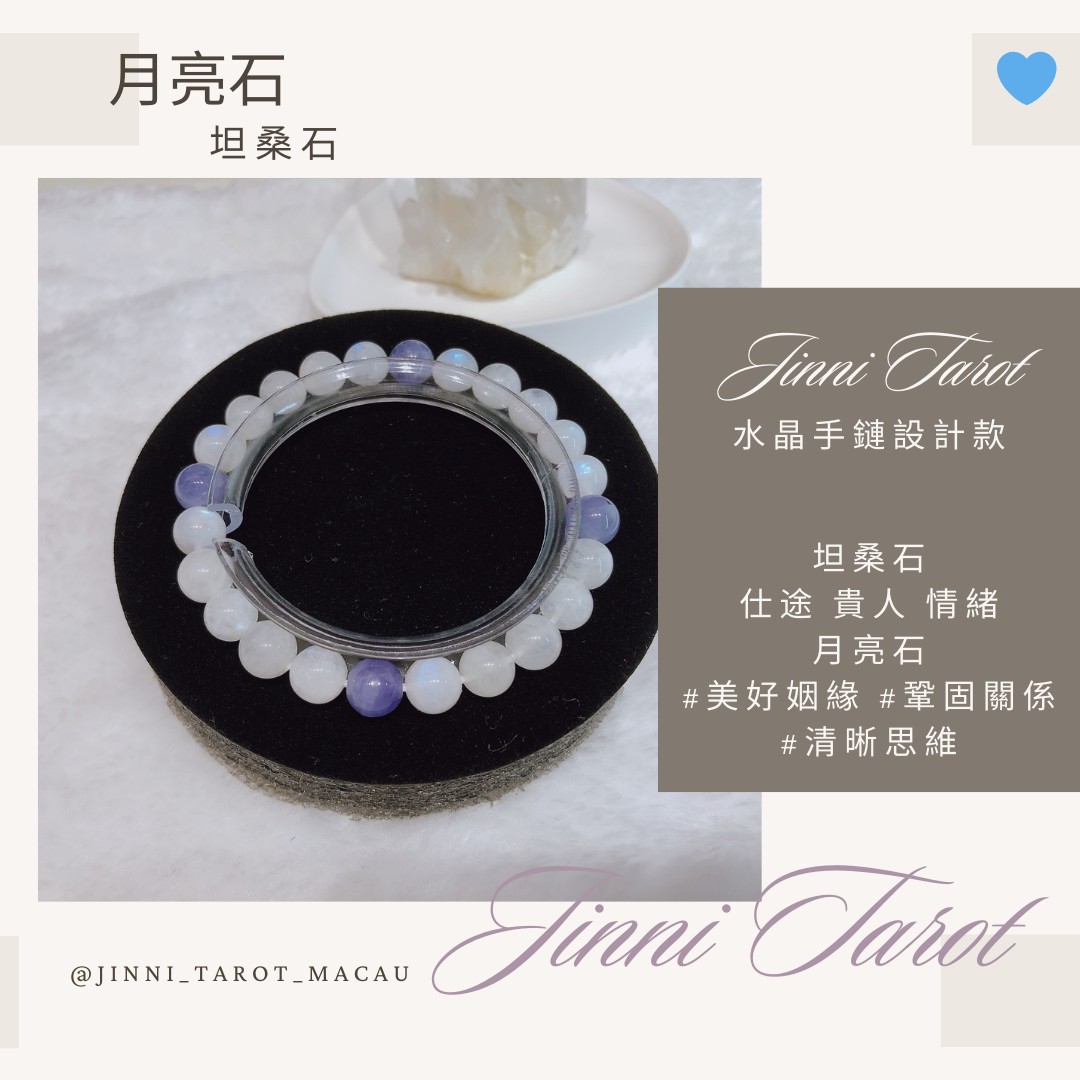 月亮石
坦桑石
Jinni Tarot
水晶手鏈設計款
坦桑石
仕途 貴人 情緒
月亮石
#美好姻緣 #鞏固關係
#清晰思維
Jinni Tarot
@JINNI_TAROT_MACAU